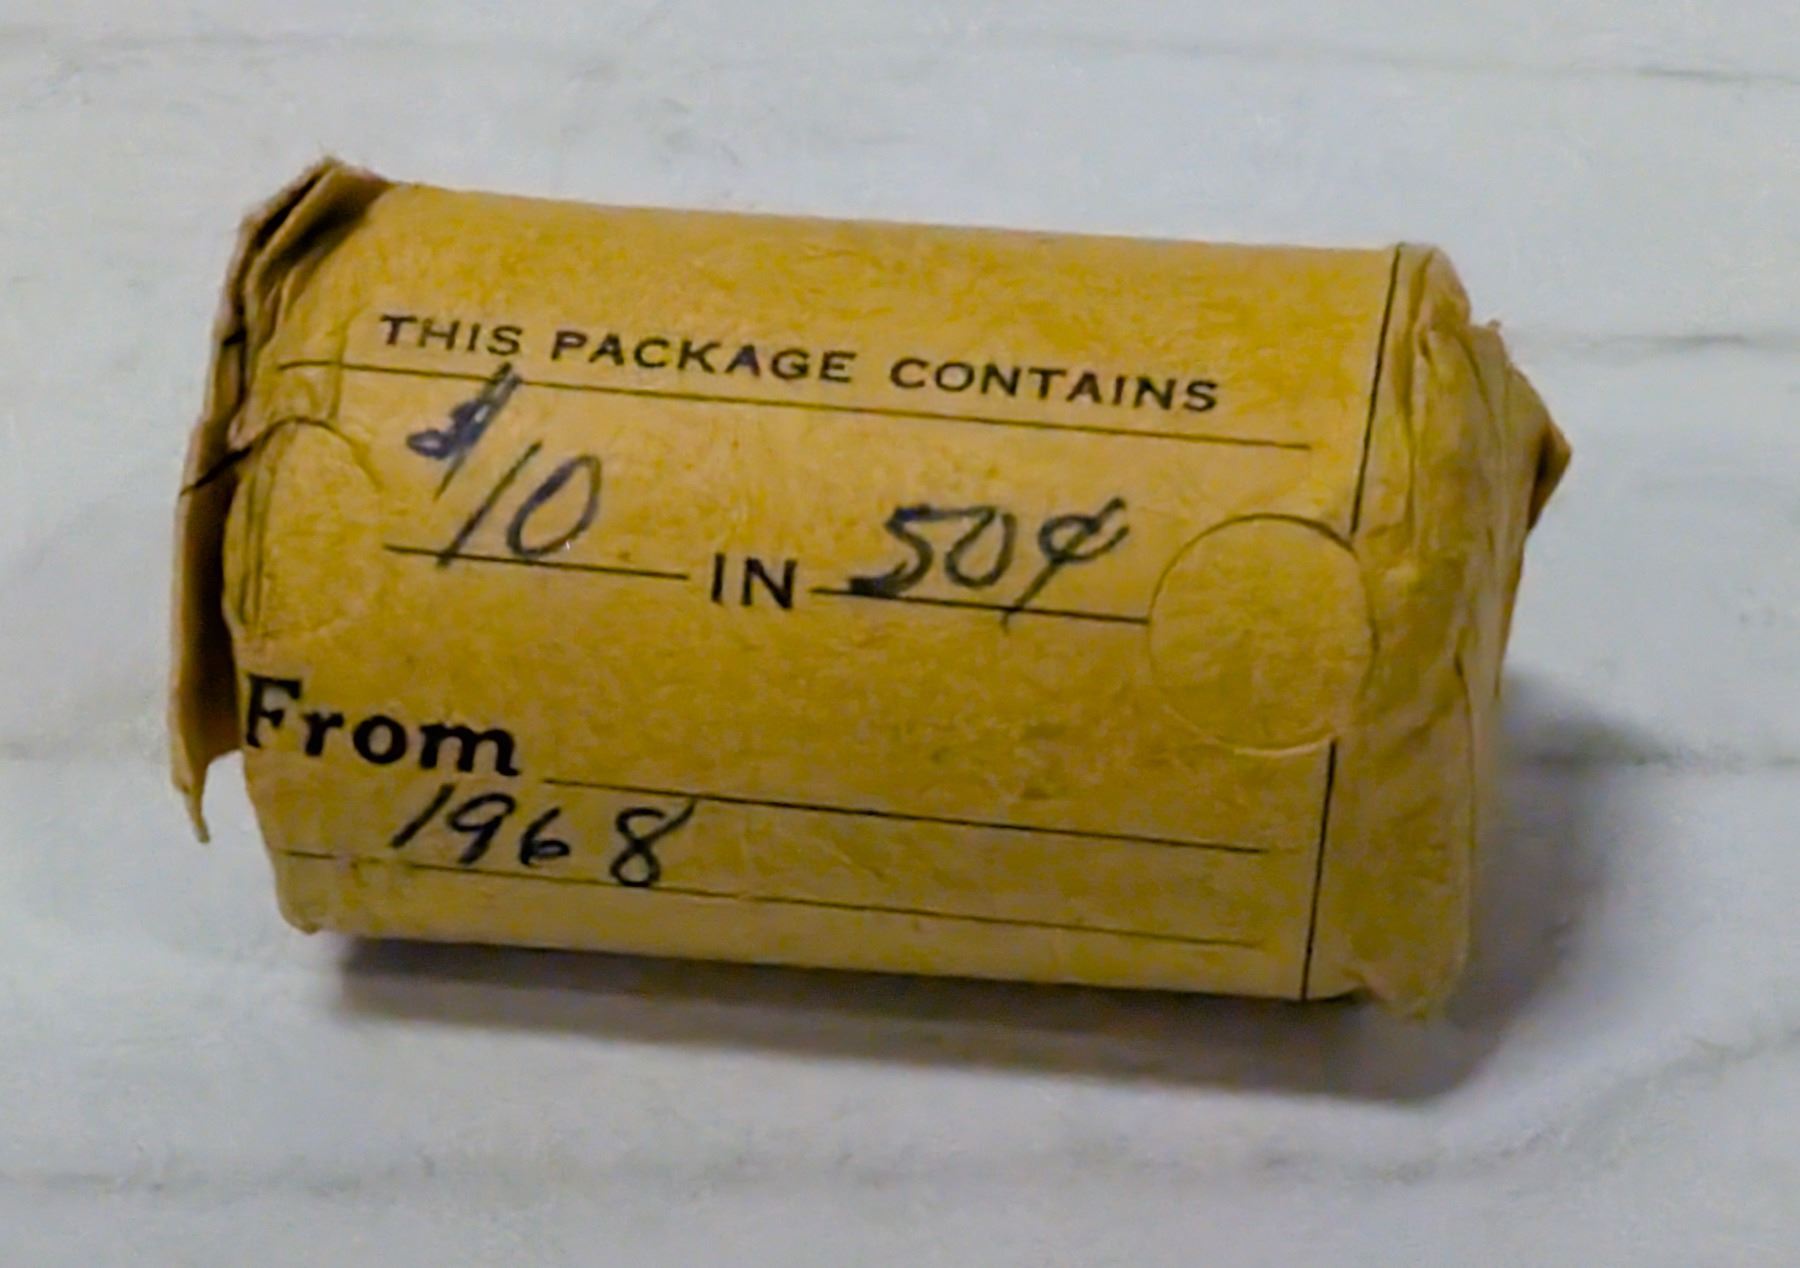 THIS PACKAGE CONTAINS
$10 IN 50¢
From
1968